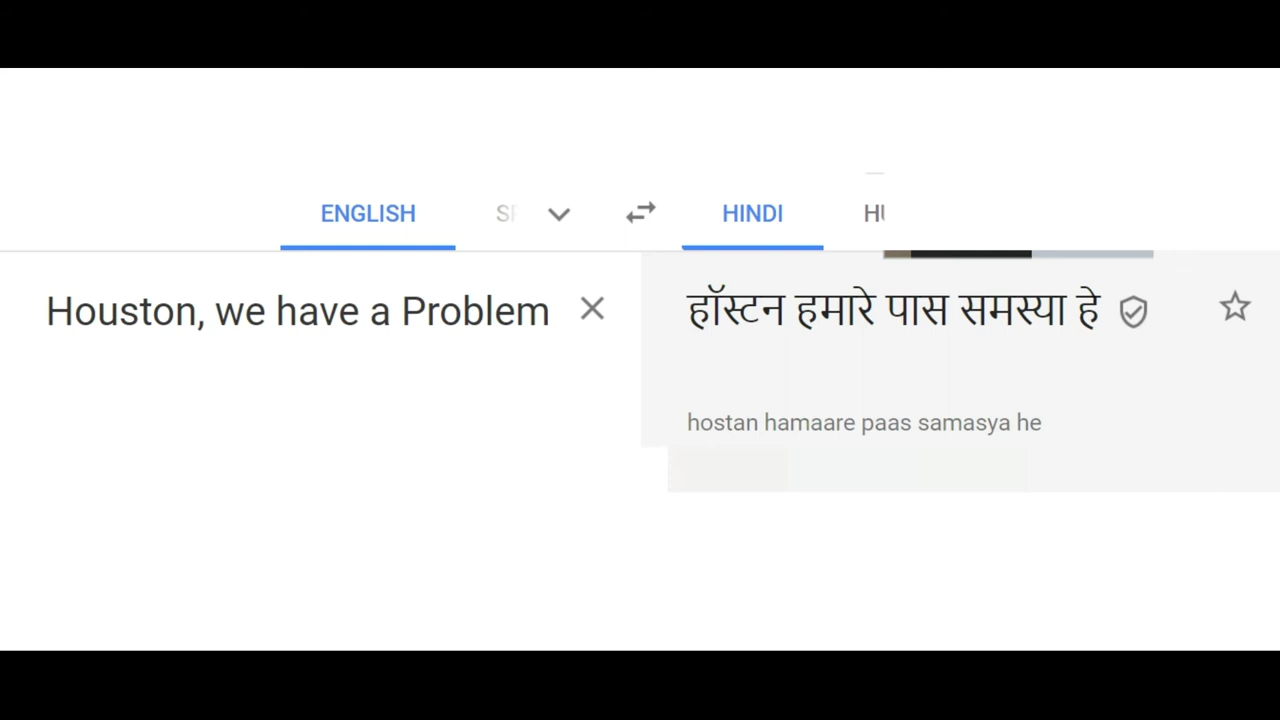 ENGLISH HINDI
Houston, we have a Problem
हॉस्टन हमारे पास समस्या हे
hostan hamaare paas samasya he